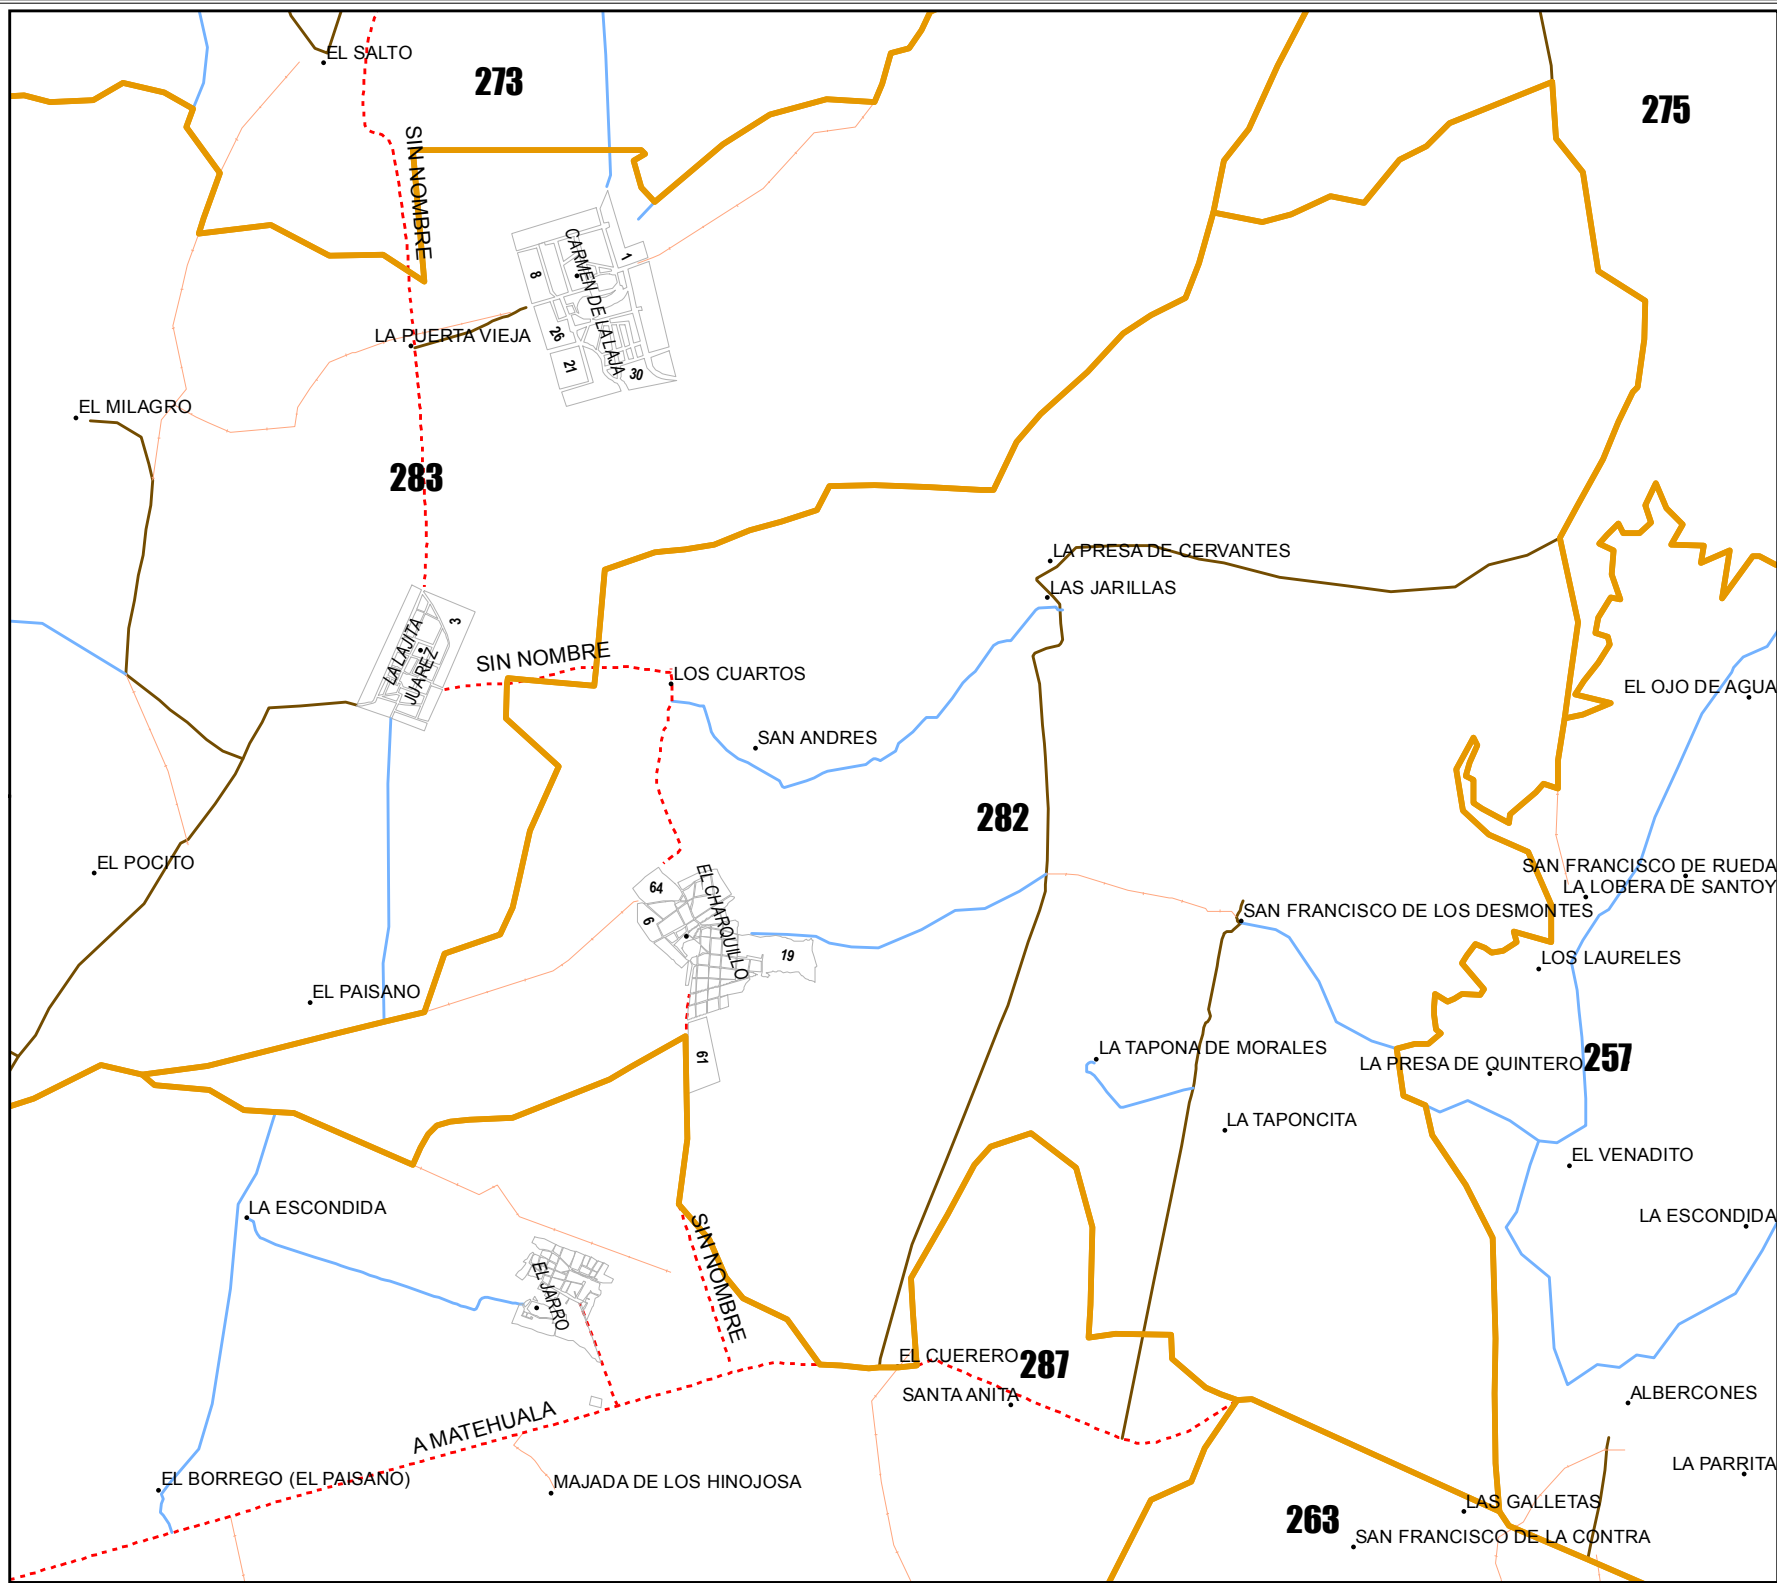 EL SALTO
273
275
SIN NOMBRE
CARMEN DE LA LAJA
1
8
26
21
30
LA PUERTA VIEJA
EL MILAGRO
283
LA PRESA DE CERVANTES
LAS JARILLAS
LA LAJITA
JUAREZ
3
SIN NOMBRE
LOS CUARTOS
EL OJO DE AGUA
SAN ANDRES
282
EL POCITO
64
6
EL CHARQUILLO
19
61
SAN FRANCISCO DE RUEDA
LA LOBERA DE SANTOY
SAN FRANCISCO DE LOS DESMONTES
LOS LAURELES
EL PAISANO
LA TAPONA DE MORALES
LA PRESA DE QUINTERO
257
LA TAPONCITA
EL VENADITO
LA ESCONDIDA
LA ESCONDIDA
SIN NOMBRE
EL JARRO
EL CUERERO
287
SANTA ANITA
ALBERCONES
A MATEHUALA
LA PARRITA
EL BORREGO (EL PAISANO)
MAJADA DE LOS HINOJOSA
LAS GALLETAS
263
SAN FRANCISCO DE LA CONTRA